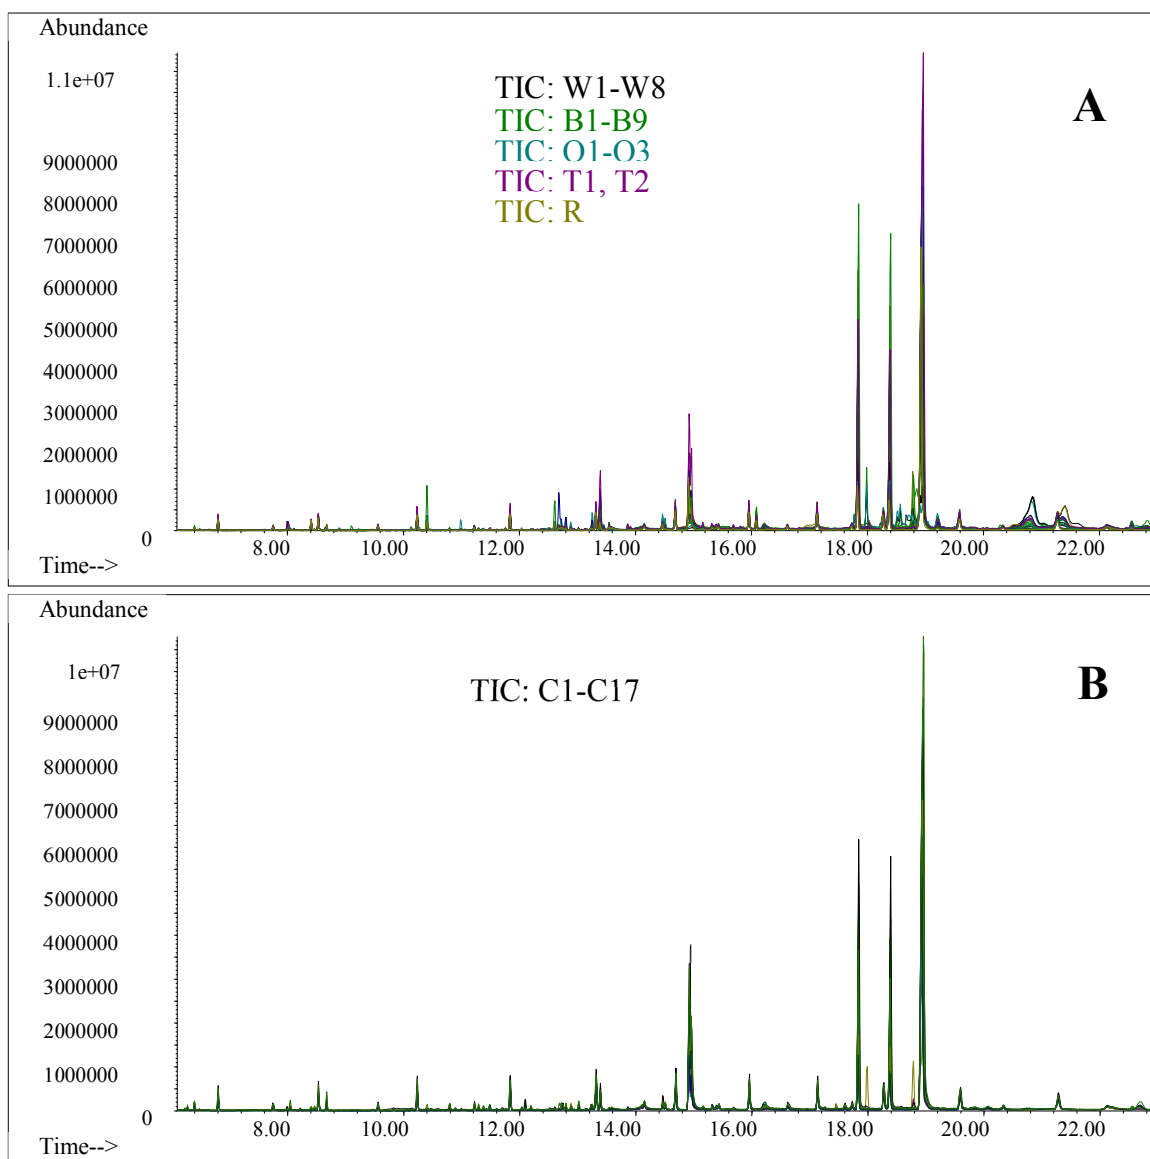 Abundance
1.1e+07
9000000
8000000
7000000
6000000
5000000
4000000
3000000
2000000
1000000
0
TIC: W1-W8
TIC: B1-B9
TIC: O1-O3
TIC: T1, T2
TIC: R
A
8.00 10.00 12.00 14.00 16.00 18.00 20.00 22.00
Time-->
Abundance
1e+07
9000000
8000000
7000000
6000000
5000000
4000000
3000000
2000000
1000000
0
TIC: C1-C17
B
8.00 10.00 12.00 14.00 16.00 18.00 20.00 22.00
Time-->